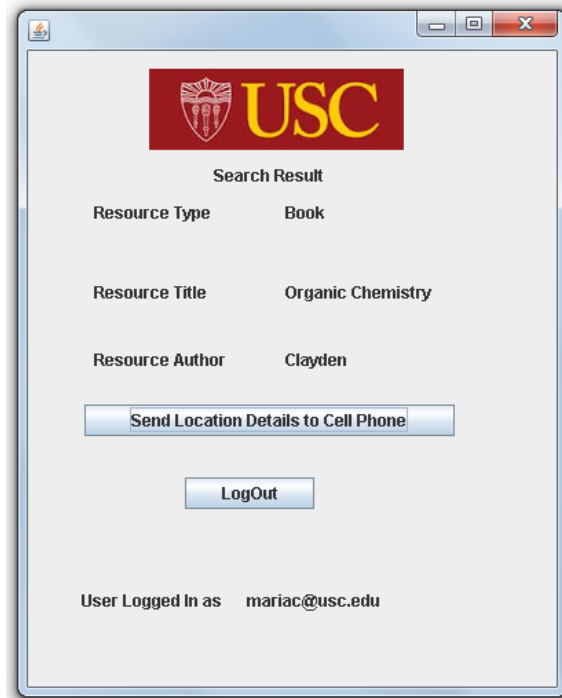 USC
Search Result
Resource Type Book
Resource Title Organic Chemistry
Resource Author Clayden
Send Location Details to Cell Phone
LogOut
User Logged In as mariac@usc.edu